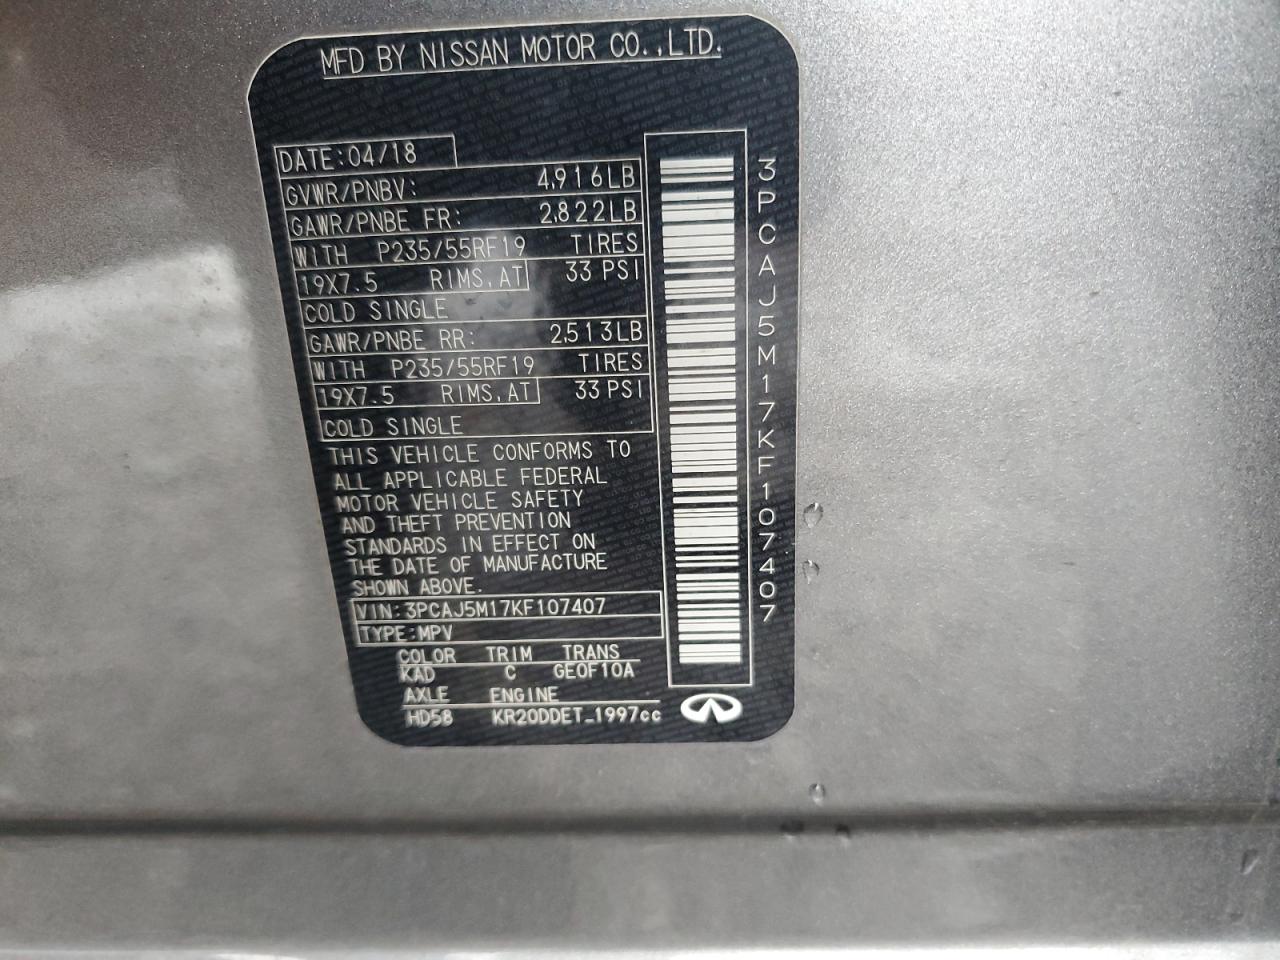 MFD BY NISSAN MOTOR CO.,LTD.
DATE:04/18
GVWR/PNBV: 4,916LB
GAWR/PNBE FR: 2,822LB
WITH P235/55RF19 TIRES
19X7.5 RIMS,AT 33 PSI
COLD SINGLE
GAWR/PNBE RR: 2,513LB
WITH P235/55RF19 TIRES
19X7.5 RIMS,AT 33 PSI
COLD SINGLE
THIS VEHICLE CONFORMS TO
ALL APPLICABLE FEDERAL
MOTOR VEHICLE SAFETY
AND THEFT PREVENTION
STANDARDS IN EFFECT ON
THE DATE OF MANUFACTURE
SHOWN ABOVE.
VIN:3PCAJ5M17KF107407
TYPE:MPV
COLOR TRIM TRANS
KAD C GE0F10A
AXLE ENGINE
HD58 KR20DDET_1997cc
3PCAJ5M17KF107407